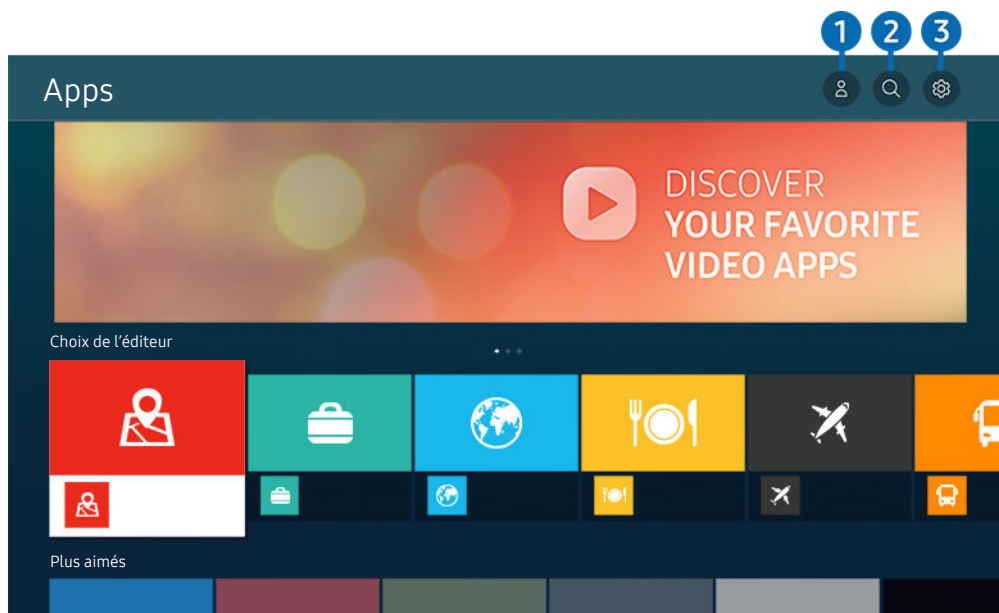 1 2 3
Apps
DISCOVER
YOUR FAVORITE
VIDEO APPS
Choix de l'éditeur
Plus aimés